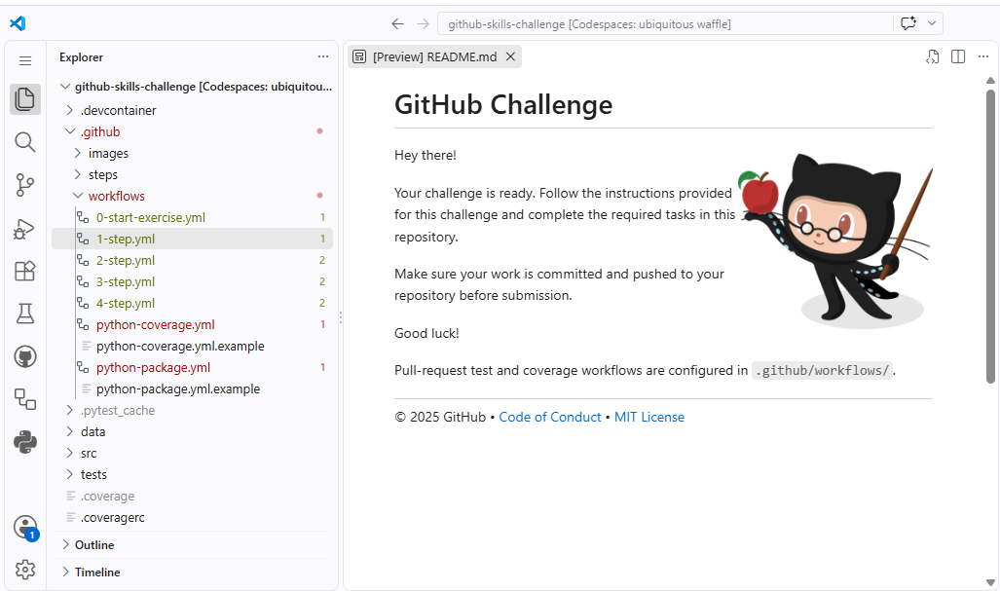 github-skills-challenge [Codespaces: ubiquitous waffle]
Explorer
github-skills-challenge [Codespaces: ubiquitou...
.devcontainer
.github
images
steps
workflows
0-start-exercise.yml 1
1-step.yml 1
2-step.yml 2
3-step.yml 2
4-step.yml 2
python-coverage.yml 1
python-coverage.yml.example
python-package.yml 1
python-package.yml.example
.pytest_cache
data
src
tests
.coverage
.coveragerc
Outline
Timeline
1
[Preview] README.md
GitHub Challenge
Hey there!
Your challenge is ready. Follow the instructions provided
for this challenge and complete the required tasks in this
repository.
Make sure your work is committed and pushed to your
repository before submission.
Good luck!
Pull-request test and coverage workflows are configured in .github/workflows/.
© 2025 GitHub • Code of Conduct • MIT License